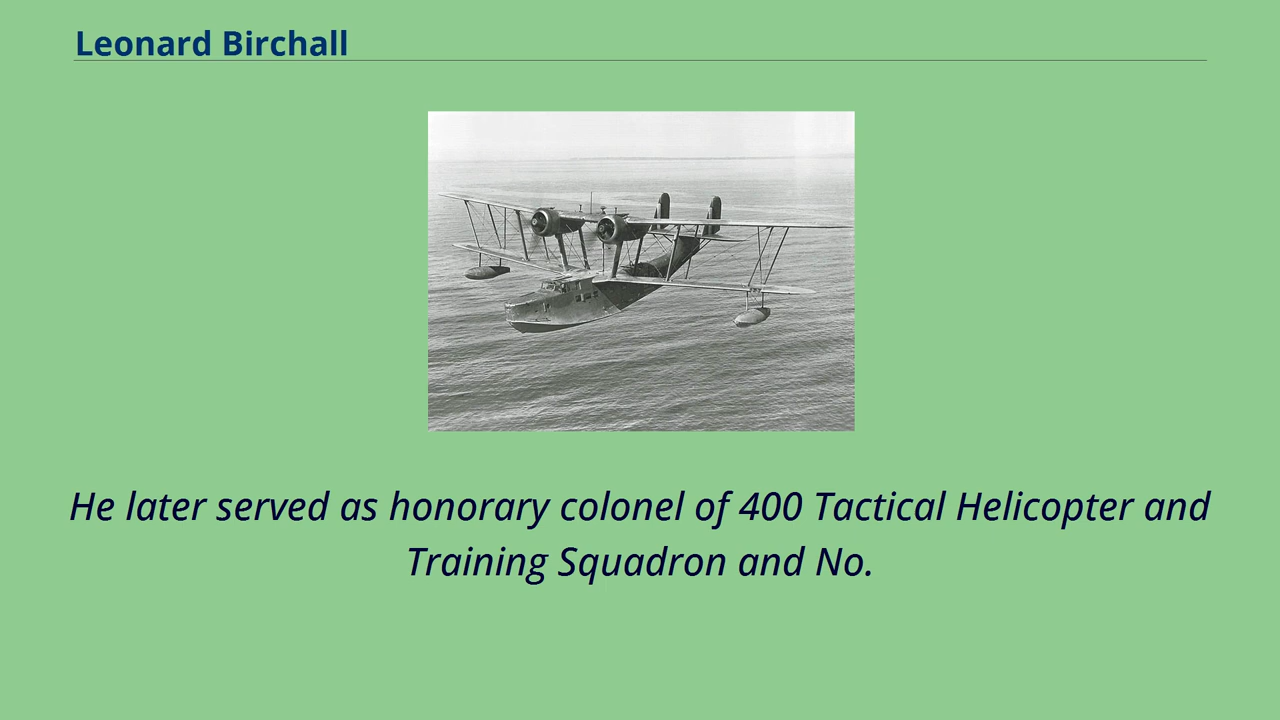 Leonard Birchall
He later served as honorary colonel of 400 Tactical Helicopter and
Training Squadron and No.